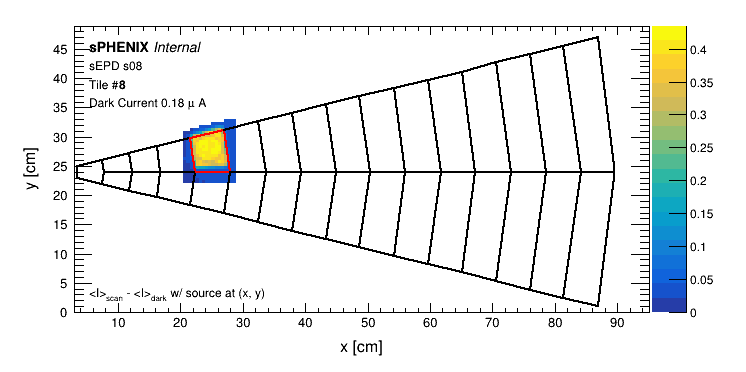 sPHENIX Internal
sEPD s08
Tile #8
Dark Current 0.18 μ A
<I>scan - <I>dark w/ source at (x, y)
y [cm]
45
40
35
30
25
20
15
10
5
0
10 20 30 40 50 60 70 80 90
x [cm]
0.4
0.35
0.3
0.25
0.2
0.15
0.1
0.05
0